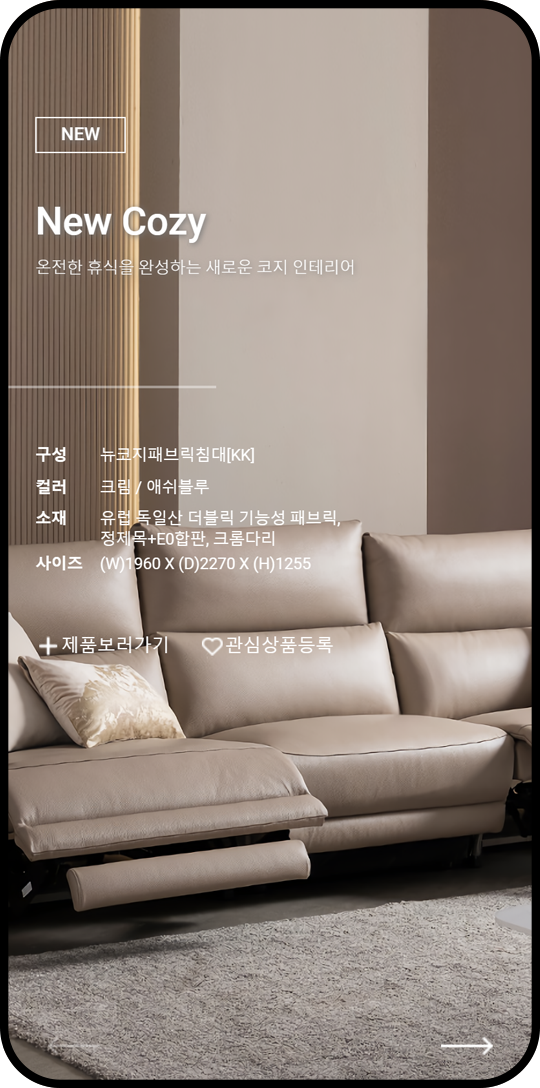 NEW
New Cozy
온전한 휴식을 완성하는 새로운 코지 인테리어
구성 뉴코지패브릭침대[KK]
컬러 크림 / 애쉬블루
소재 유럽 독일산 더블릭 기능성 패브릭,
정제목+E0합판, 크롬다리
사이즈 (W)1960 X (D)2270 X (H)1255
제품보러가기 관심상품등록